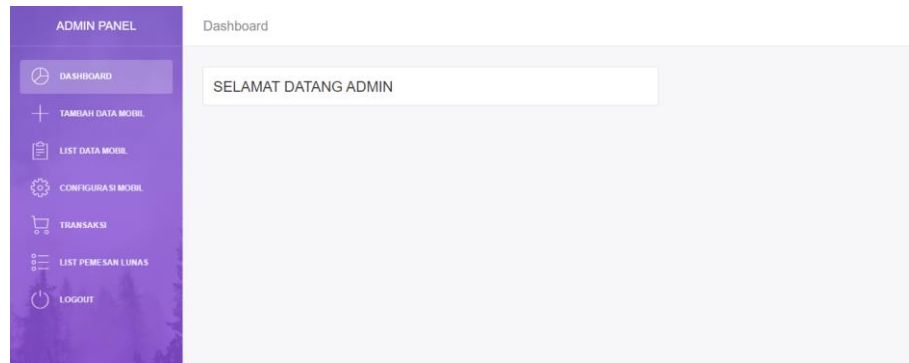 ADMIN PANEL
Dashboard
DASHBOARD
SELAMAT DATANG ADMIN
TAMBAH DATA MOBIL
LIST DATA MOBIL
CONFIGURASI MOBIL
TRANSAKSI
LIST PEMESAN LUNAS
LOGOUT